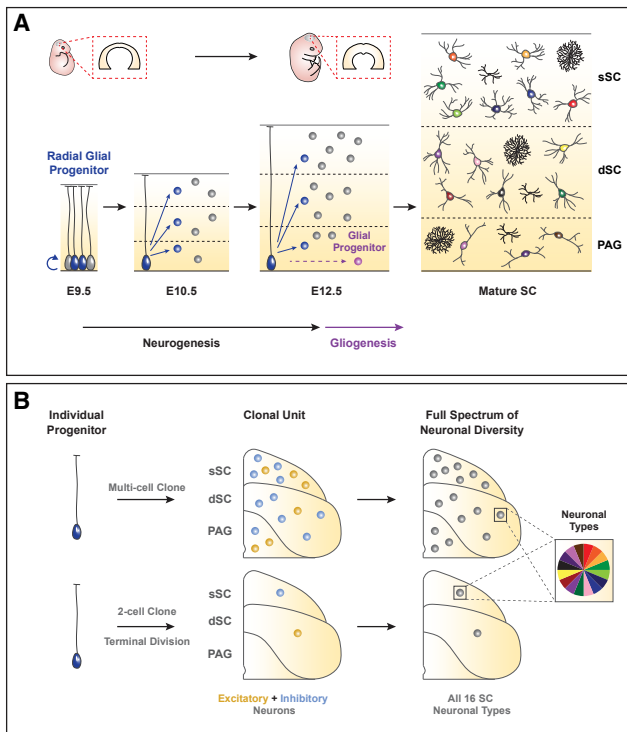 A
sSC
dSC
PAG
Radial Glial
Progenitor
Glial
Progenitor
E9.5
E10.5
E12.5
Mature SC
Neurogenesis
Gliogenesis
B
Individual
Progenitor
Clonal Unit
Full Spectrum of
Neuronal Diversity
Multi-cell Clone
sSC
dSC
PAG
Neuronal
Types
2-cell Clone
Terminal Division
sSC
dSC
PAG
Excitatory + Inhibitory
Neurons
All 16 SC
Neuronal Types